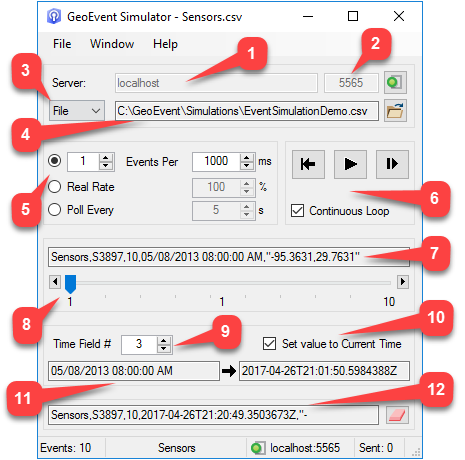 GeoEvent Simulator - Sensors.csv
File Window Help
1
2
3
Server: localhost 5565
File C:\GeoEvent\Simulations\EventSimulationDemo.csv
4
1 Events Per 1000 ms
Real Rate 100 %
5
6
Poll Every 5 s
Continuous Loop
7
Sensors,S3897,10,05/08/2013 08:00:00 AM,"-95.3631,29.7631"
1 1 10
8
9
10
Time Field # 3 Set value to Current Time
05/08/2013 08:00:00 AM 2017-04-26T21:01:50.5984388Z
11
12
Sensors,S3897,10,2017-04-26T21:20:49.3503673Z,"-
Events: 10 Sensors localhost:5565 Sent: 0